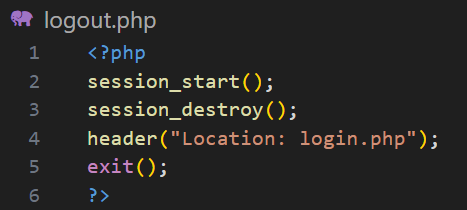 logout.php
1 <?php
2 session_start();
3 session_destroy();
4 header("Location: login.php");
5 exit();
6 ?>